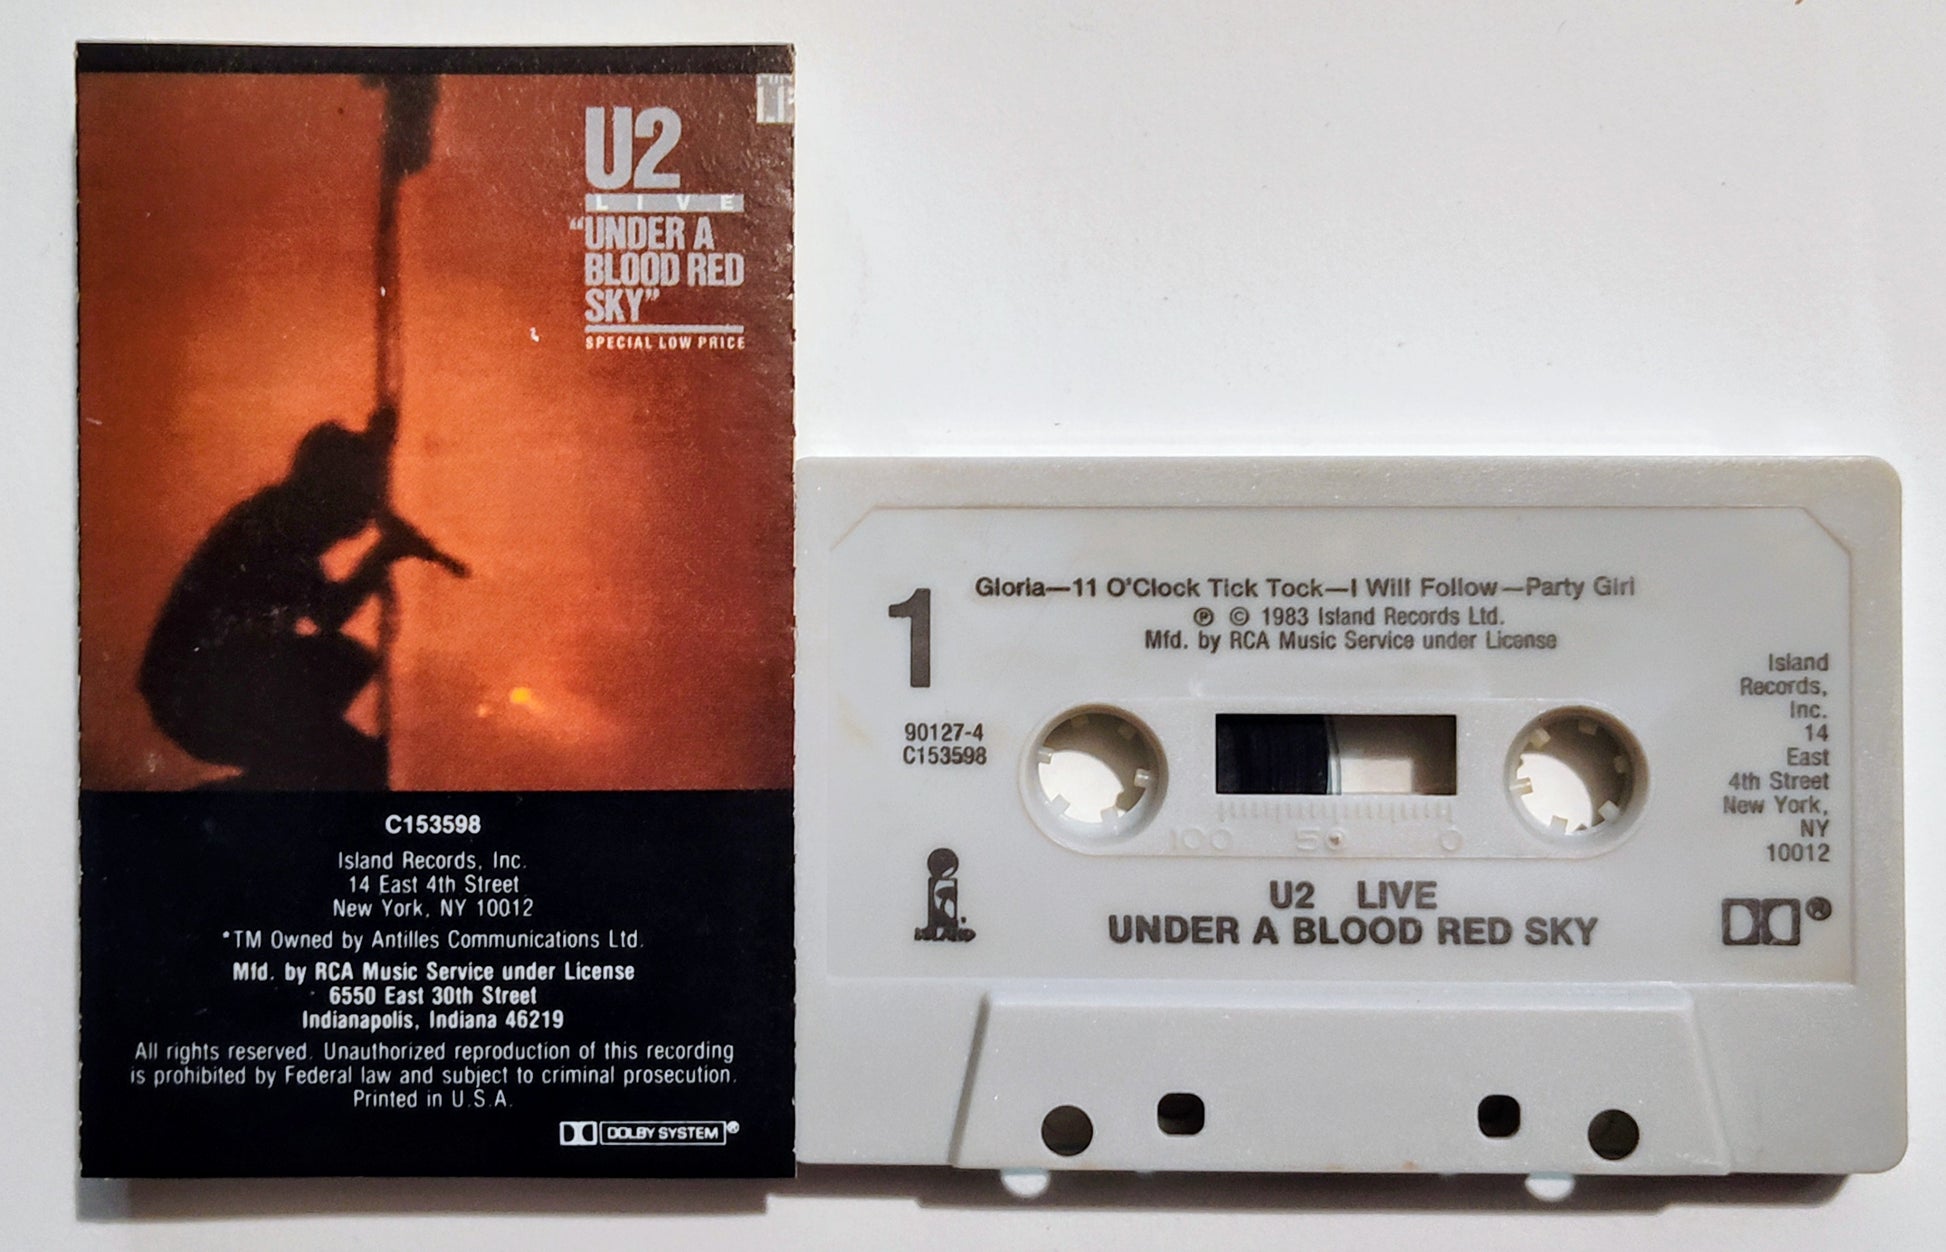 U2
LIVE
“UNDER A
BLOOD RED
SKY”
SPECIAL LOW PRICE
C153598
Island Records, Inc.
14 East 4th Street
New York, NY 10012
*TM Owned by Antilles Communications Ltd.
Mfd. by RCA Music Service under License
6550 East 30th Street
Indianapolis, Indiana 46219
All rights reserved. Unauthorized reproduction of this recording
is prohibited by Federal law and subject to criminal prosecution.
Printed in U.S.A.
DOLBY SYSTEM®
1
Gloria—11 O'Clock Tick Tock—I Will Follow—Party Girl
℗ © 1983 Island Records Ltd.
Mfd. by RCA Music Service under License
90127-4
C153598
Island
Records,
Inc.
14
East
4th Street
New York,
NY
10012
100 50 0
ISLAND
U2 LIVE
UNDER A BLOOD RED SKY
®